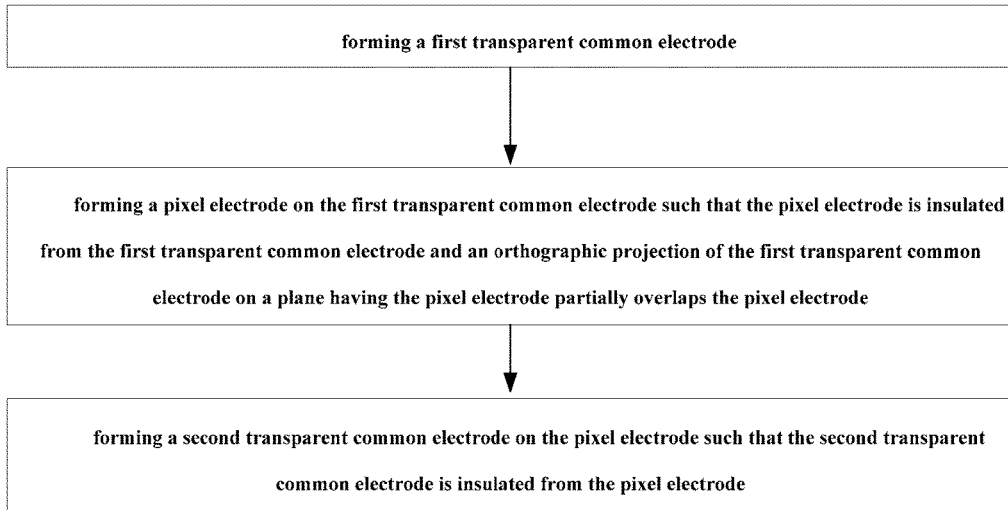 forming a first transparent common electrode
forming a pixel electrode on the first transparent common electrode such that the pixel electrode is insulated
from the first transparent common electrode and an orthographic projection of the first transparent common
electrode on a plane having the pixel electrode partially overlaps the pixel electrode
forming a second transparent common electrode on the pixel electrode such that the second transparent
common electrode is insulated from the pixel electrode